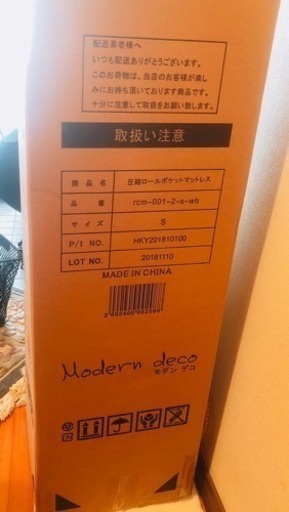 配送業者様へ
いつも配送ありがとうございます。
このお荷物は、当店のお客様が楽し
みにお持ち頂いてます商品です。
十分に注意して取扱をお願い致します。
取扱い注意
商品名 圧縮ロールポケットマットレス
品番 rcm-001-2-s-wh
サイズ S
P/I NO. HKY201810100
LOT NO. 20181110
MADE IN CHINA
Modern deco
モダン デコ